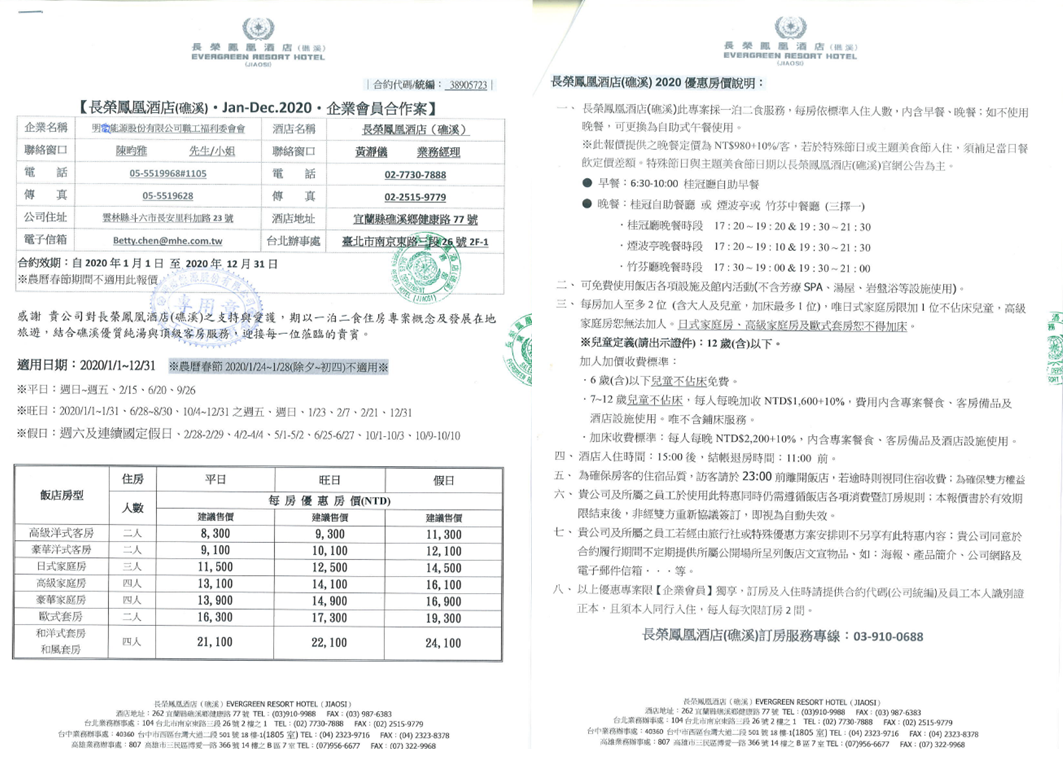 長榮鳳凰酒店(礁溪)
EVERGREEN RESORT HOTEL
(JIAOSI)
| 合約代碼/統編： 38905723 |
【長榮鳳凰酒店(礁溪)・Jan-Dec.2020・企業會員合作案】
企業名稱 能源股份有限公司職工福利委員會 酒店名稱 長榮鳳凰酒店（礁溪）
聯絡窗口 陳昀雅 先生/小姐 聯絡窗口 黃瀞儀 業務經理
電 話 05-5519968#1105 電 話 02-7730-7888
傳 真 05-5519628 傳 真 02-2515-9779
公司住址 雲林縣斗六市長安里科加路 23 號 酒店地址 宜蘭縣礁溪鄉健康路 77 號
電子信箱 Betty.chen@mhe.com.tw 台北辦事處 臺北市南京東路三段 26 號 2F-1
合約效期：自 2020 年 1 月 1 日 至 2020 年 12 月 31 日
※農曆春節期間不適用此報價
感謝 貴公司對長榮鳳凰酒店(礁溪)之支持與愛護，期以一泊二食住房專案概念及發展在地
旅遊，結合礁溪優質純湯與頂級客房服務，迎接每一位蒞臨的貴賓。
適用日期：2020/1/1~12/31 ※農曆春節 2020/1/24~1/28(除夕~初四)不適用※
※平日：週日~週五、2/15、6/20、9/26
※旺日：2020/1/1~1/31、6/28~8/30、10/4~12/31 之週五、週日、1/23、2/7、2/21、12/31
※假日：週六及連續國定假日、2/28-2/29、4/2-4/4、5/1-5/2、6/25-6/27、10/1-10/3、10/9-10/10
飯店房型 住房人數 平日 旺日 假日
每 房 優 惠 房 價(NTD)
建議售價 建議售價 建議售價
高級洋式客房 二人 8,300 9,300 11,300
豪華洋式客房 二人 9,100 10,100 12,100
日式家庭房 三人 11,500 12,500 14,500
高級家庭房 四人 13,100 14,100 16,100
豪華家庭房 四人 13,900 14,900 16,900
歐式套房 二人 16,300 17,300 19,300
和洋式套房 和風套房 四人 21,100 22,100 24,100
長榮鳳凰酒店（礁溪）EVERGREEN RESORT HOTEL (JIAOSI)
酒店地址：262 宜蘭縣礁溪鄉健康路 77 號 TEL：(03)910-9988 FAX：(03) 987-6383
台北業務辦事處：104 台北市南京東路三段 26 號 2 樓之 1 TEL：(02) 7730-7888 FAX：(02) 2515-9779
台中業務辦事處：40360 台中市西區台灣大道二段 501 號 18 樓-1(1805 室) TEL：(04) 2323-9716 FAX：(04) 2323-8378
高雄業務辦事處：807 高雄市三民區博愛一路 366 號 14 樓之 B 區 7 室 TEL：(07)956-6677 FAX：(07) 322-9968
長榮鳳凰酒店(礁溪)
EVERGREEN RESORT HOTEL
(JIAOSI)
長榮鳳凰酒店(礁溪) 2020 優惠房價說明：
一、 長榮鳳凰酒店(礁溪)此專案採一泊二食服務，每房依標準入住人數，內含早餐、晚餐；如不使用
晚餐，可更換為自助式午餐使用。
※此報價提供之晚餐定價為 NT$980+10%/客，若於特殊節日或主題美食節入住，須補足當日餐
飲定價差額。特殊節日與主題美食節日期以長榮鳳凰酒店(礁溪)官網公告為主。
● 早餐：6:30-10:00 桂冠廳自助早餐
● 晚餐：桂冠自助餐廳 或 煙波亭或 竹芬中餐廳 (三擇一)
・桂冠廳晚餐時段 17：20～19：20 & 19：30～21：30
・煙波亭晚餐時段 17：20～19：10 & 19：30～21：30
・竹芬廳晚餐時段 17：30～19：00 & 19：30～21：00
二、 可免費使用飯店各項設施及館內活動(不含芳療 SPA、湯屋、岩盤浴等設施使用)。
三、 每房加人至多 2 位 (含大人及兒童，加床最多 1 位)，唯日式家庭房限加 1 位不佔床兒童，高級
家庭房恕無法加人。日式家庭房、高級家庭房及歐式套房恕不得加床。
※兒童定義(請出示證件)：12 歲(含)以下。
加人加價收費標準：
・6 歲(含)以下兒童不佔床免費。
・7~12 歲兒童不佔床，每人每晚加收 NTD$1,600+10%，費用內含專案餐食、客房備品及
酒店設施使用。唯不含鋪床服務。
・加床收費標準：每人每晚 NTD$2,200+10%，內含專案餐食、客房備品及酒店設施使用。
四、 酒店入住時間：15:00 後，結帳退房時間：11:00 前。
五、 為確保房客的住宿品質，訪客請於 23:00 前離開飯店，若逾時則視同住宿收費；為確保雙方權益
六、 貴公司及所屬之員工於使用此特惠同時仍需遵循飯店各項消費暨訂房規則；本報價書於有效期
限結束後，非經雙方重新協議簽訂，即視為自動失效。
七、 貴公司及所屬之員工若經由旅行社或特殊優惠方案安排則不另享有此特惠內容；貴公司同意於
合約履行期間不定期提供所屬公開場所呈列飯店文宣物品，如：海報、產品簡介、公司網路及
電子郵件信箱・・・等。
八、 以上優惠專案限【企業會員】獨享，訂房及入住時請提供合約代碼(公司統編)及員工本人識別證
正本，且須本人同行入住，每人每次限訂房 2 間。
長榮鳳凰酒店(礁溪)訂房服務專線：03-910-0688
長榮鳳凰酒店（礁溪）EVERGREEN RESORT HOTEL (JIAOSI)
酒店地址：262 宜蘭縣礁溪鄉健康路 77 號 TEL：(03)910-9988 FAX：(03) 987-6383
台北業務辦事處：104 台北市南京東路三段 26 號 2 樓之 1 TEL：(02) 7730-7888 FAX：(02) 2515-9779
台中業務辦事處：40360 台中市西區台灣大道二段 501 號 18 樓-1(1805 室) TEL：(04) 2323-9716 FAX：(04) 2323-8378
高雄業務辦事處：807 高雄市三民區博愛一路 366 號 14 樓之 B 區 7 室 TEL：(07)956-6677 FAX：(07) 322-9968